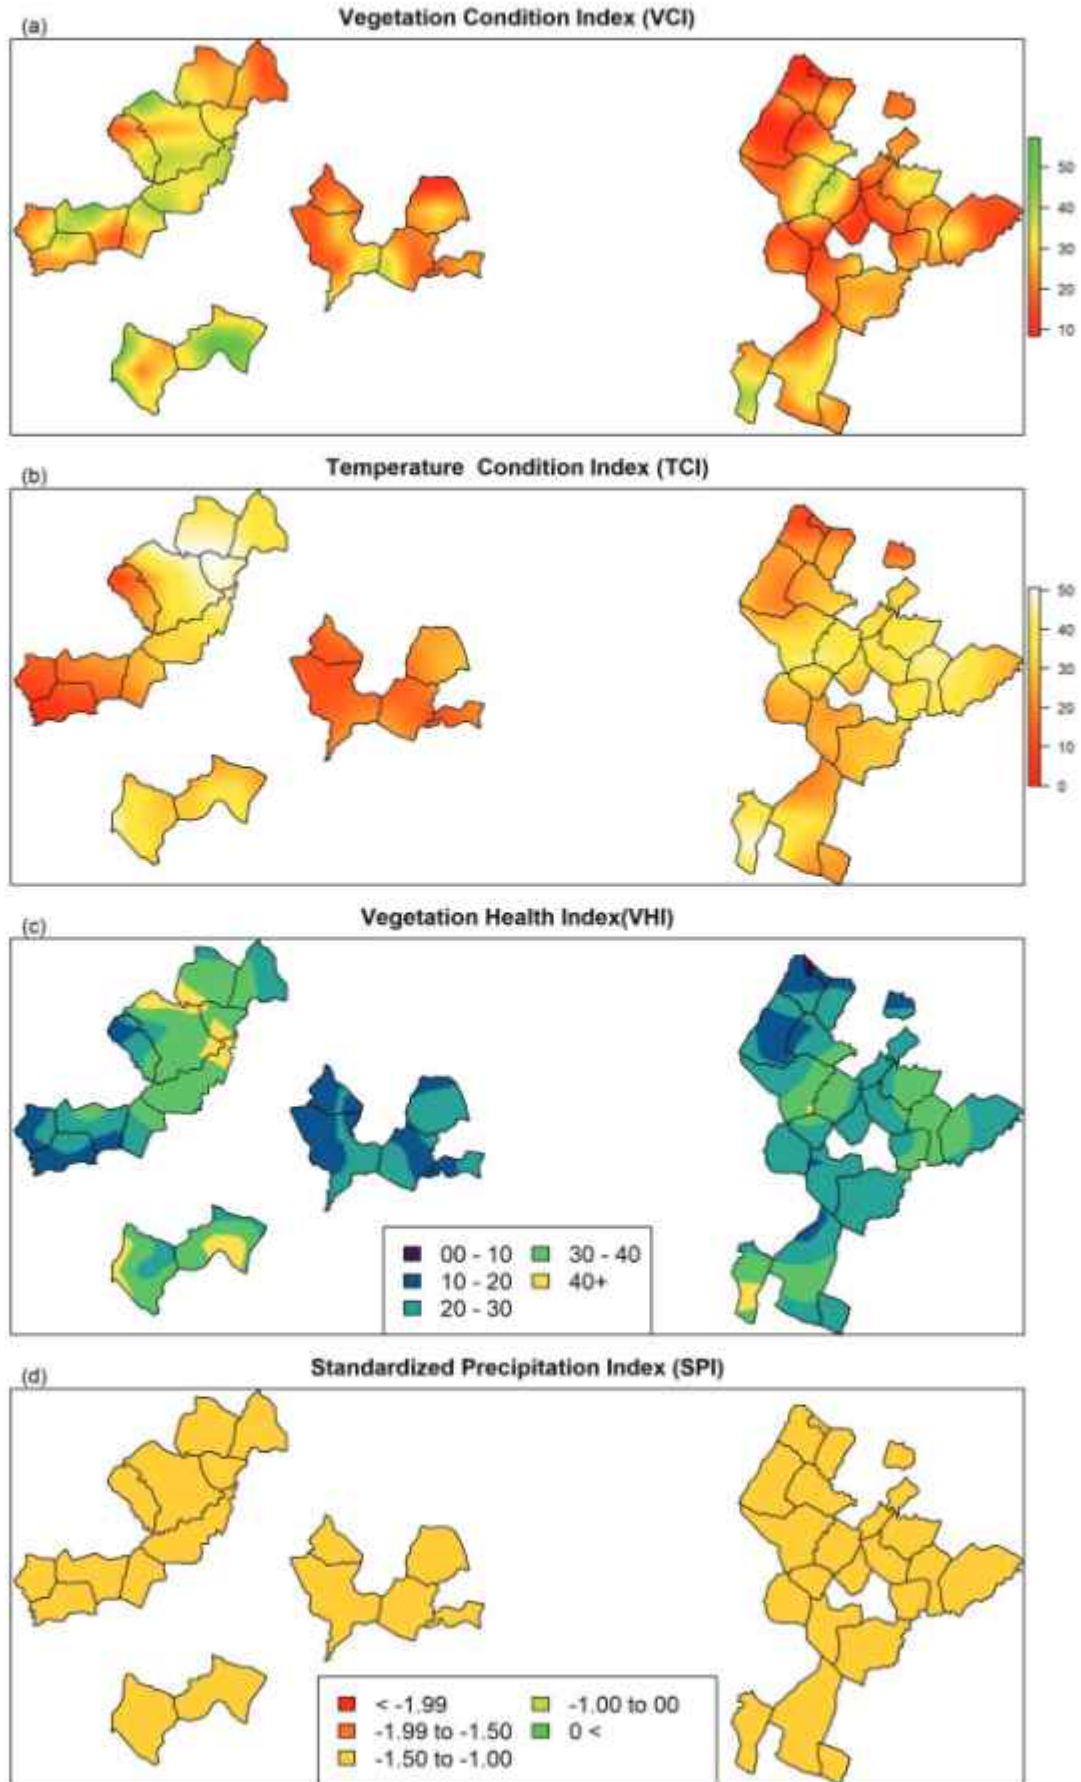 (a)
Vegetation Condition Index (VCI)
50
40
30
20
10
(b)
Temperature Condition Index (TCI)
50
40
30
20
10
0
(c)
Vegetation Health Index(VHI)
00 - 10 30 - 40
10 - 20 40+
20 - 30
(d)
Standardized Precipitation Index (SPI)
< -1.99 -1.00 to 00
-1.99 to -1.50 0 <
-1.50 to -1.00